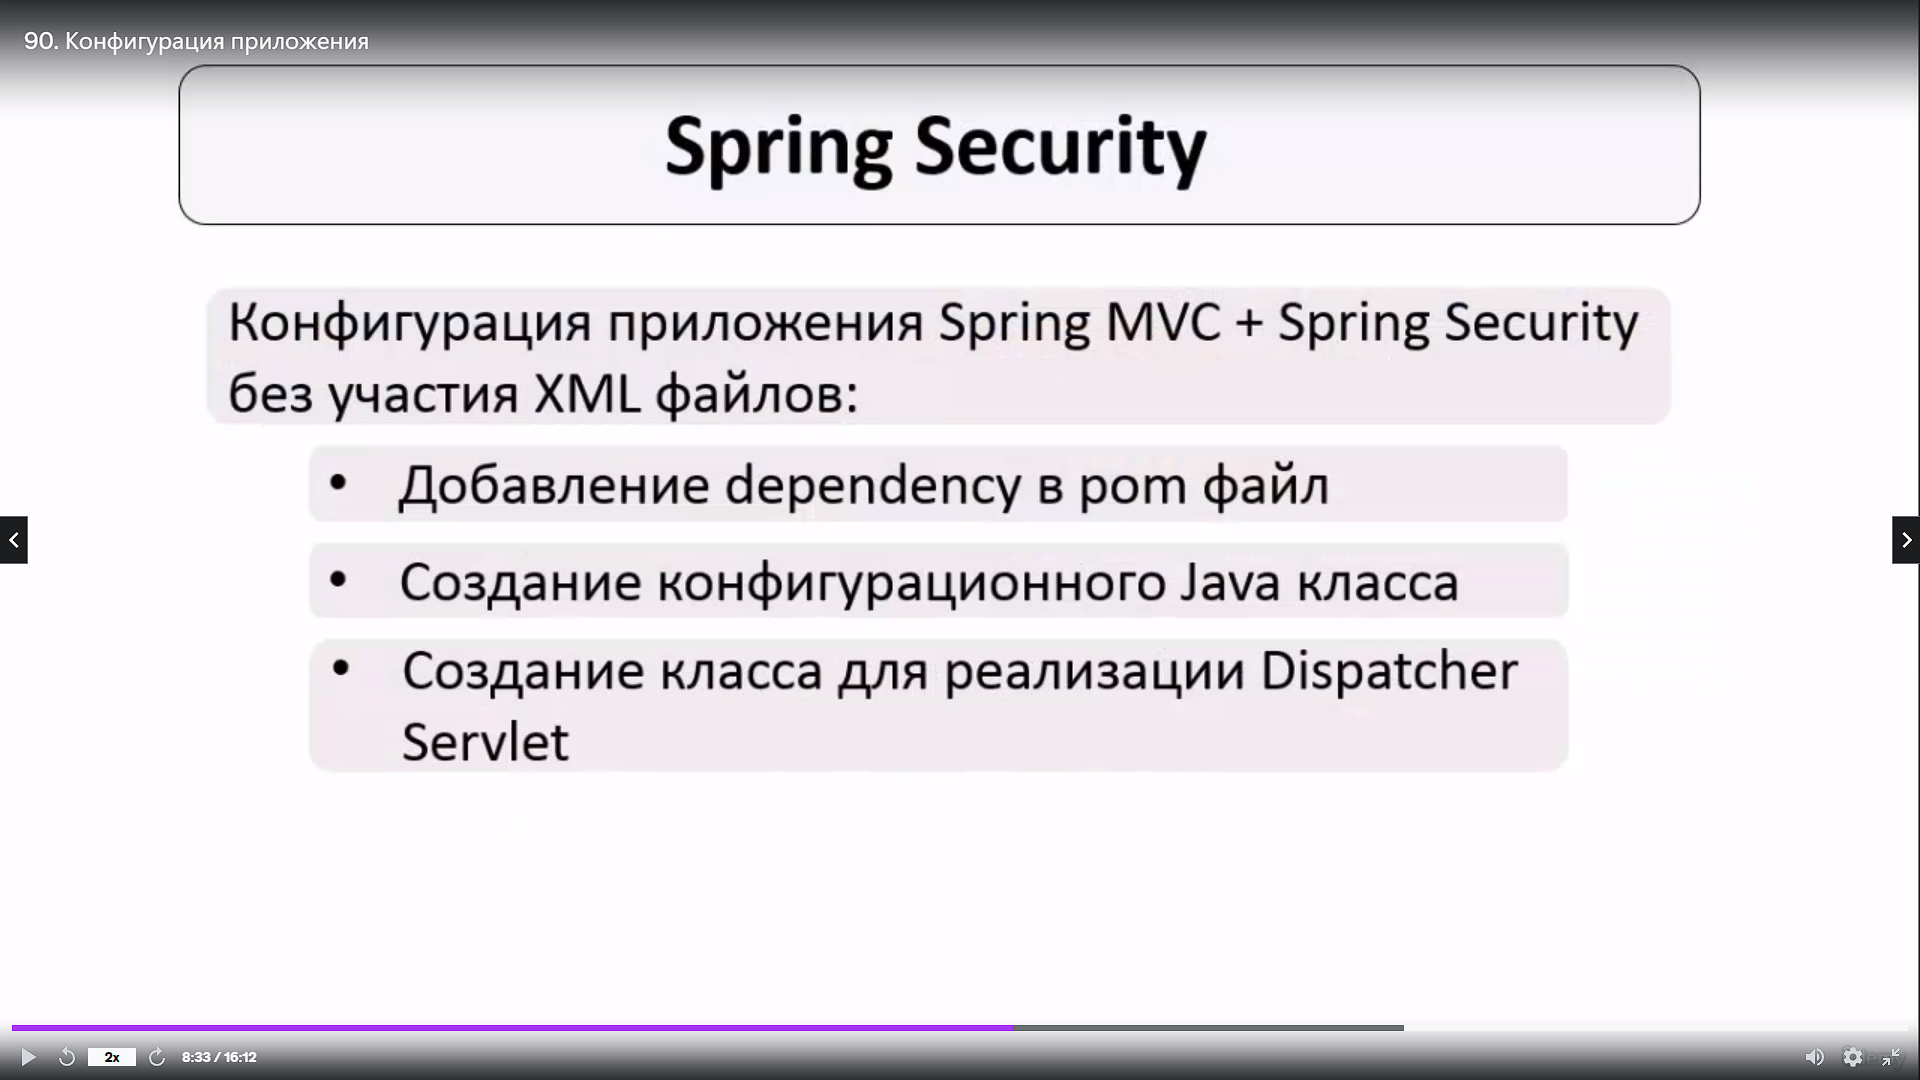 90. Конфигурация приложения
Spring Security
Конфигурация приложения Spring MVC + Spring Security
без участия XML файлов:
• Добавление dependency в pom файл
• Создание конфигурационного Java класса
• Создание класса для реализации Dispatcher
Servlet
2x
8:33 / 16:12